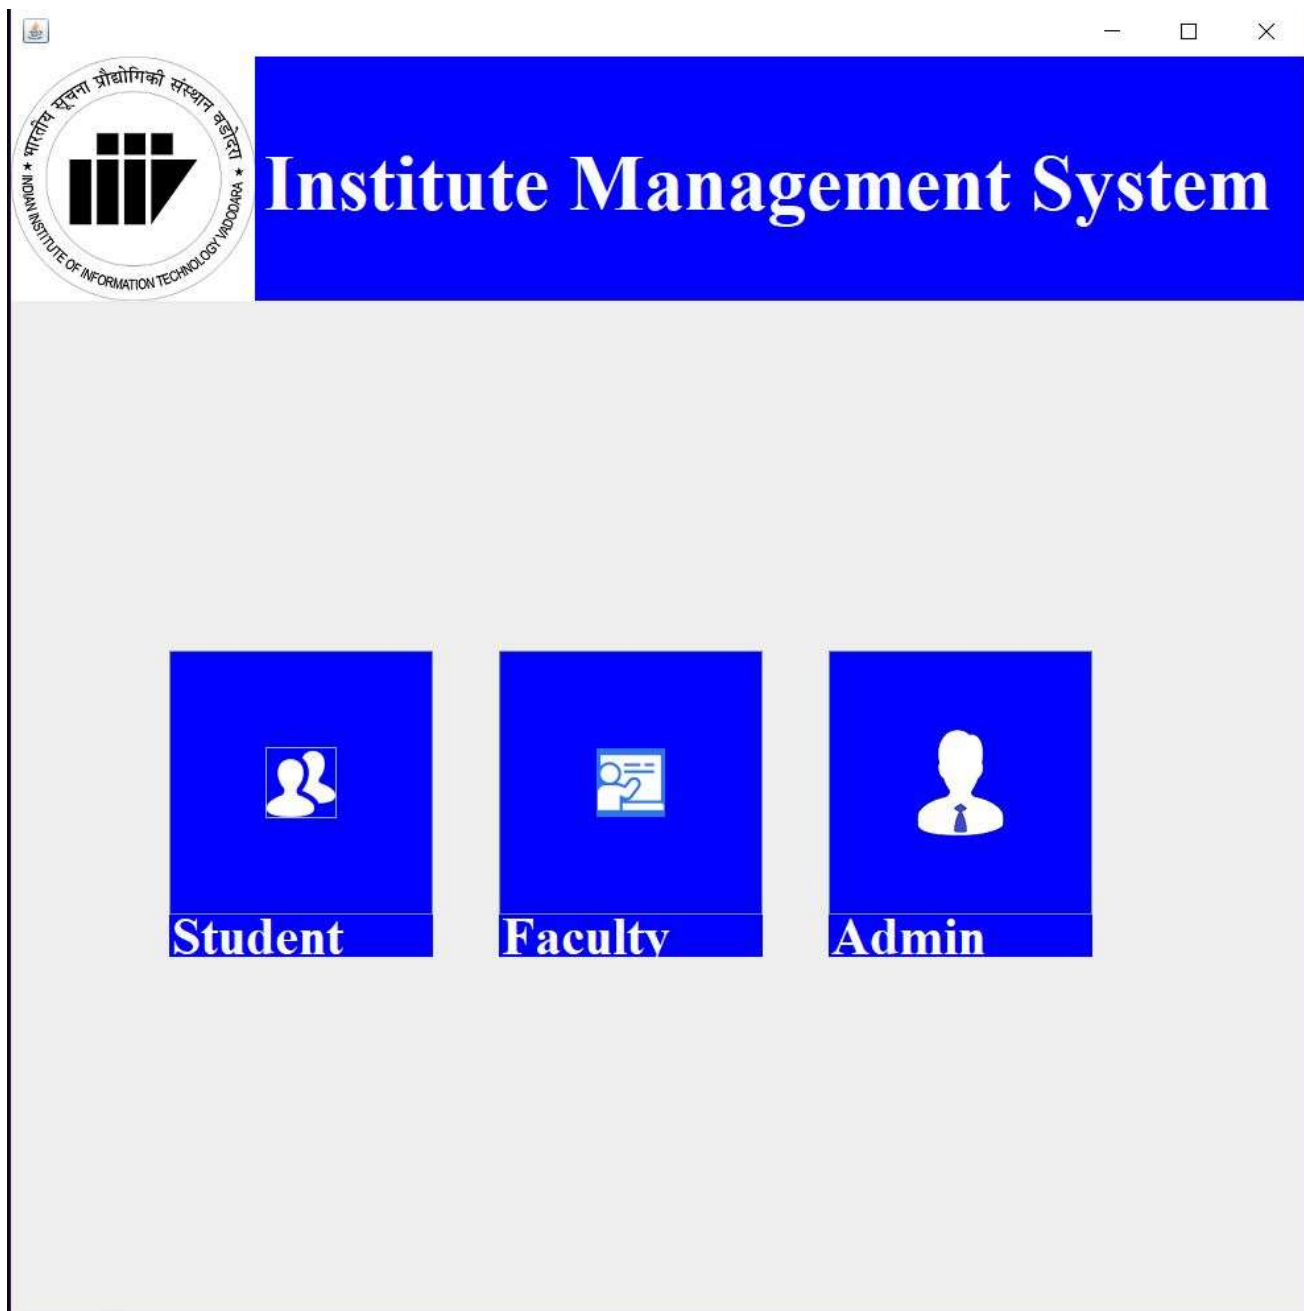 भारतीय सूचना प्रौद्योगिकी संस्थान वडोदरा
INDIAN INSTITUTE OF INFORMATION TECHNOLOGY VADODARA
Institute Management System
Student
Faculty
Admin